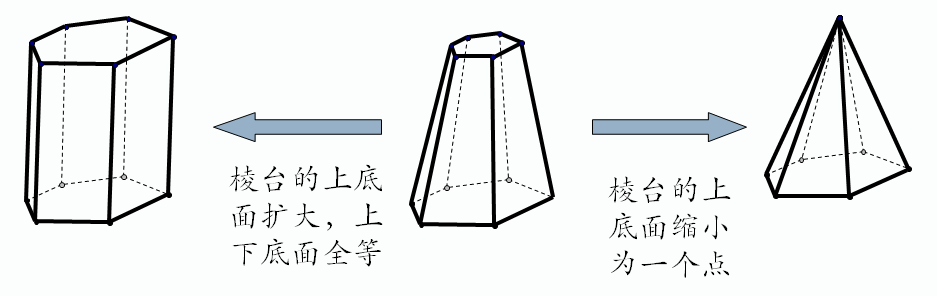 棱台的上底
面扩大，上
下底面全等
棱台的上
底面缩小
为一个点